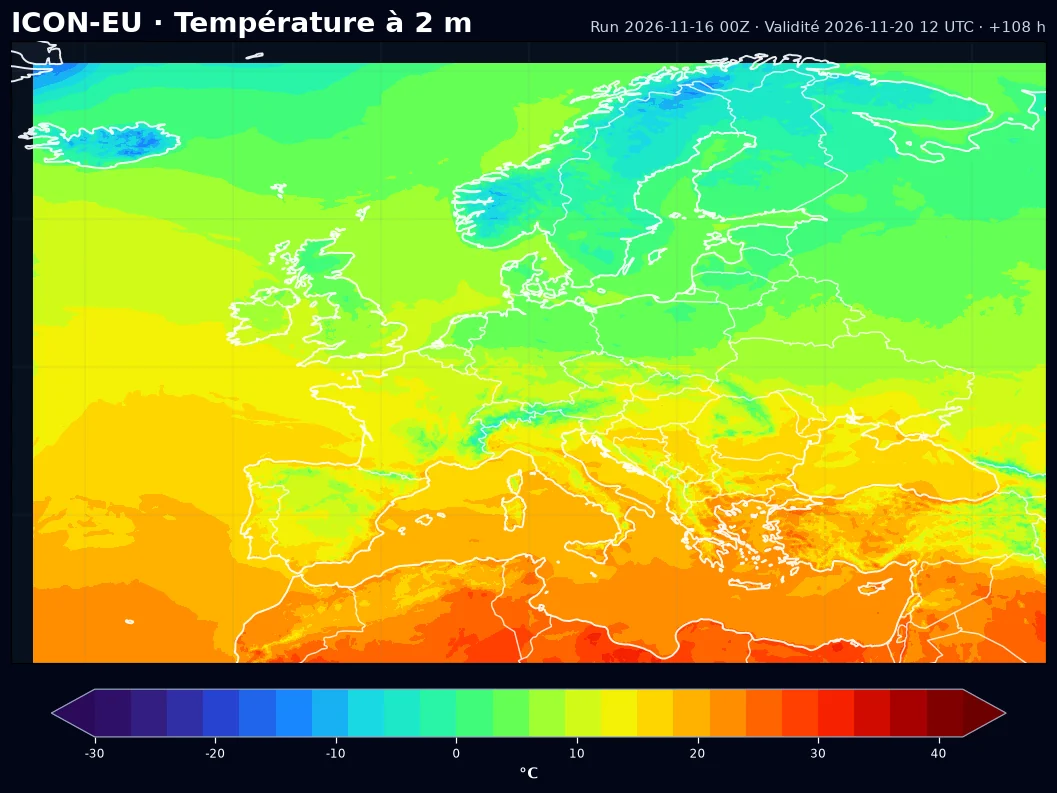 ICON-EU · Température à 2 m
Run 2026-11-16 00Z · Validité 2026-11-20 12 UTC · +108 h
-30 -20 -10 0 10 20 30 40
°C